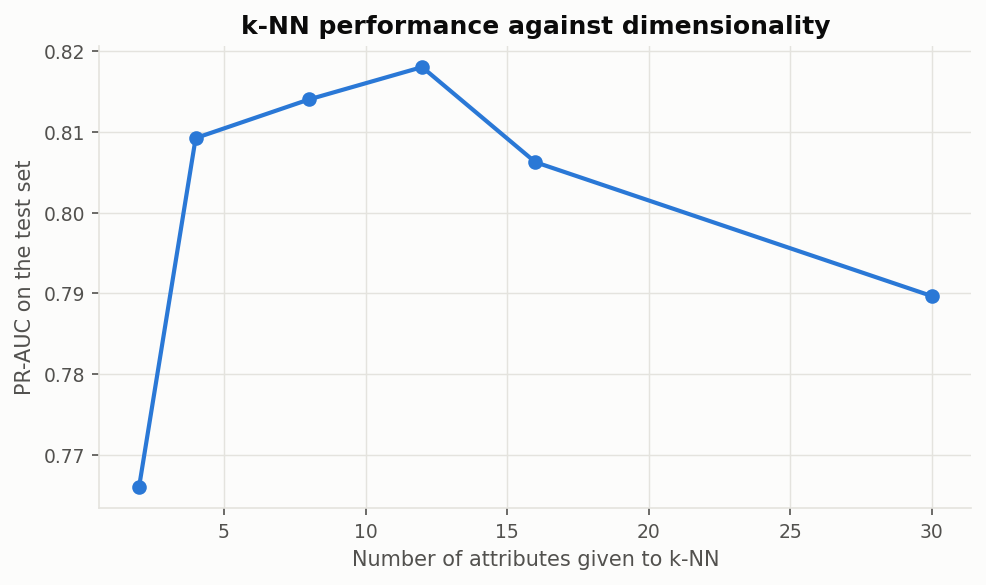 k-NN performance against dimensionality
0.82
0.81
0.80
0.79
0.78
0.77
PR-AUC on the test set
5 10 15 20 25 30
Number of attributes given to k-NN